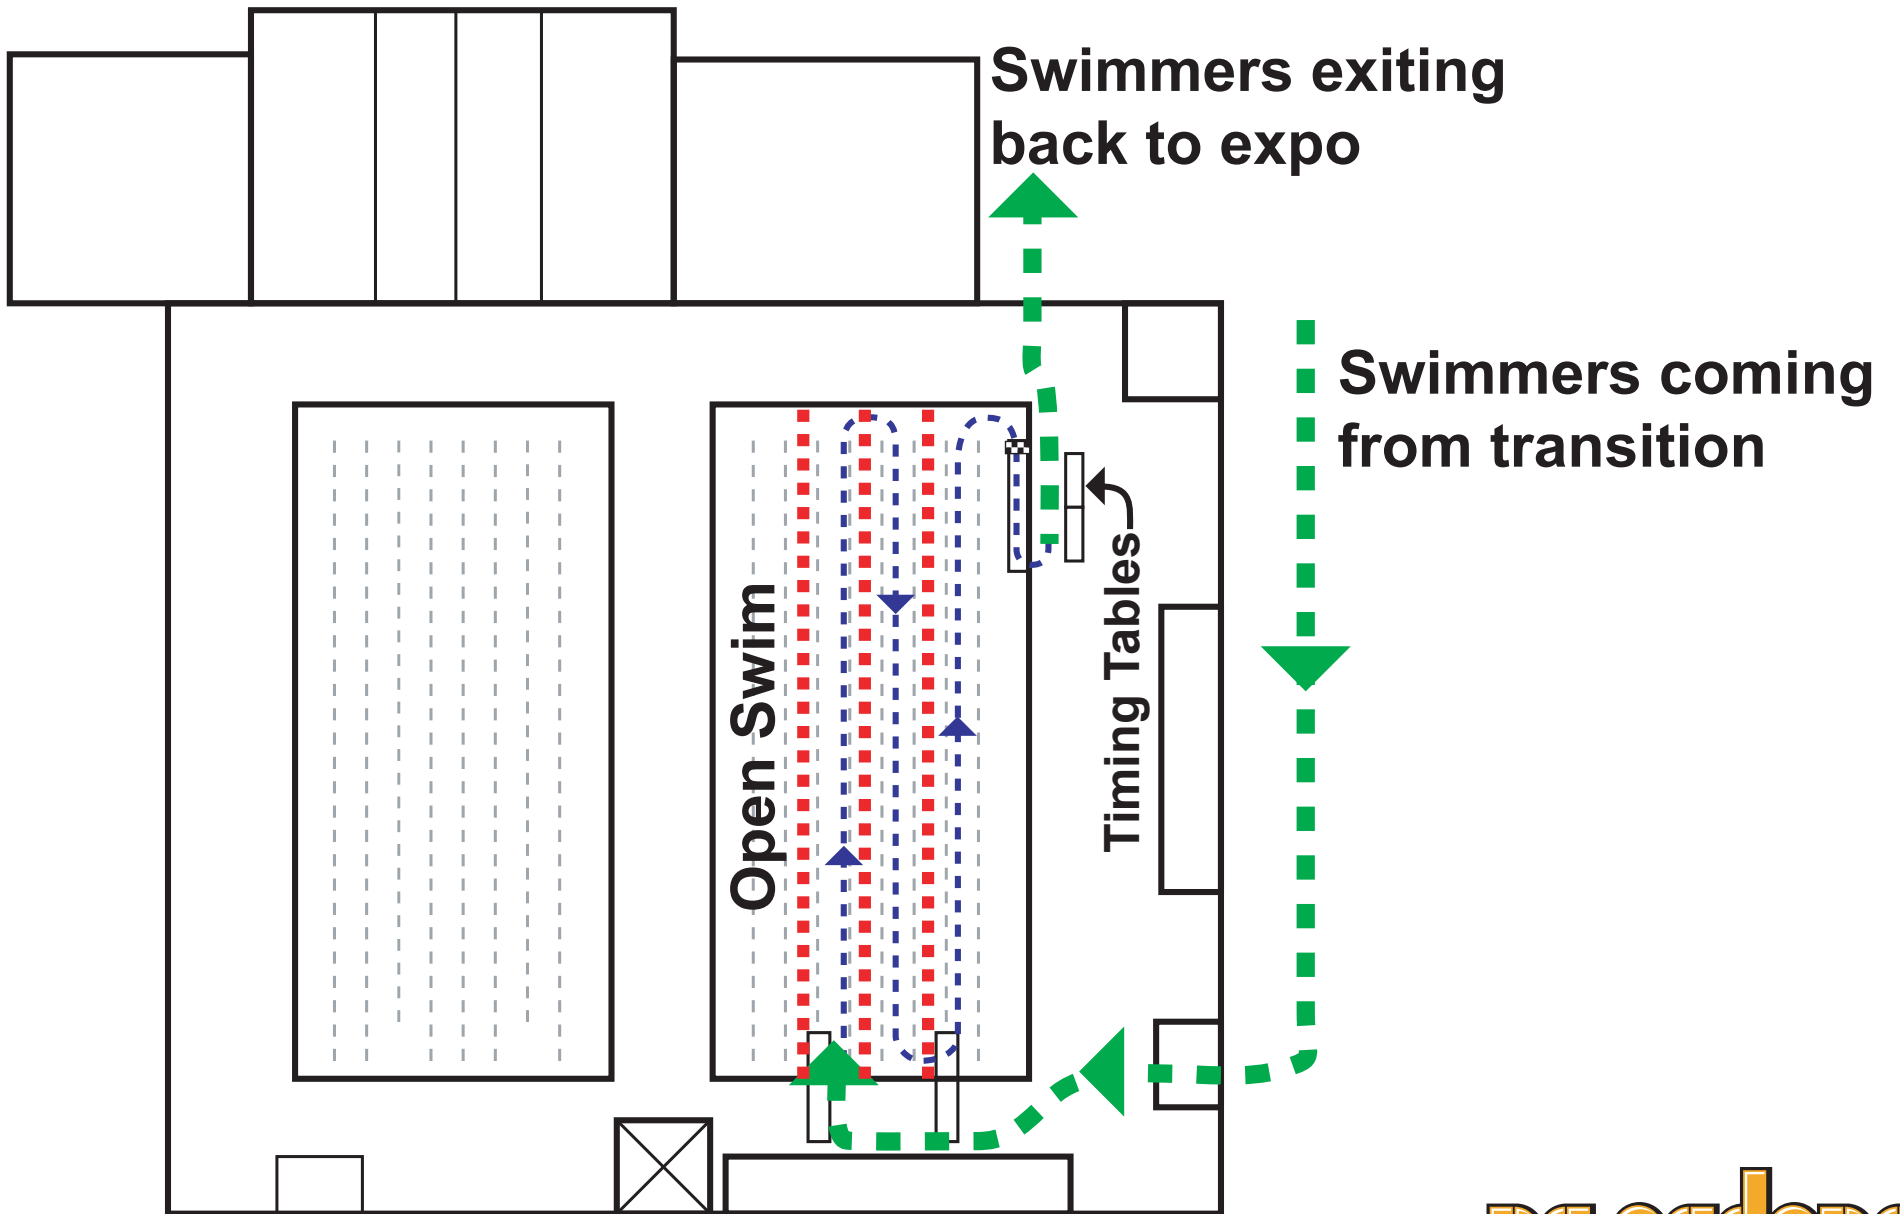 Swimmers exiting
back to expo
Swimmers coming
from transition
Timing Tables
Open Swim